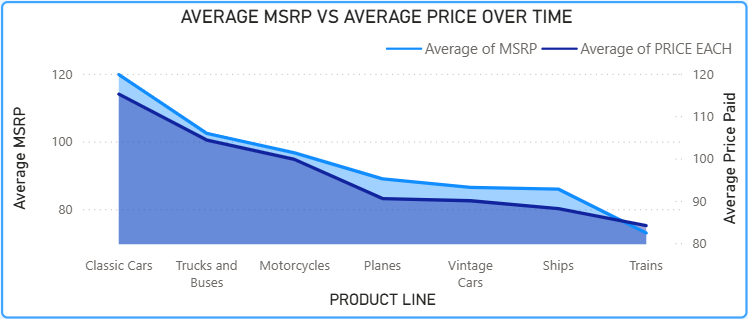 AVERAGE MSRP VS AVERAGE PRICE OVER TIME
Average of MSRP Average of PRICE EACH
Average MSRP
120
100
80
120
110
100
90
80
Average Price Paid
Classic Cars
Trucks and
Buses
Motorcycles
Planes
Vintage
Cars
Ships
Trains
PRODUCT LINE